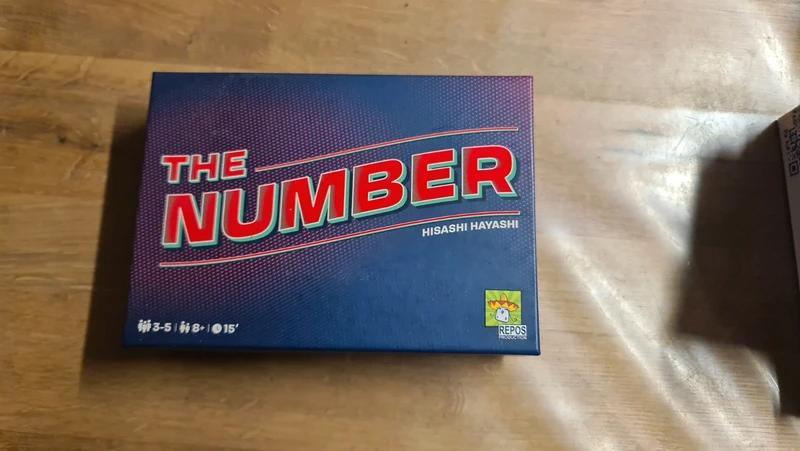 THE
NUMBER
HISASHI HAYASHI
3-5 | 8+ | 15'
REPOS
PRODUCTION